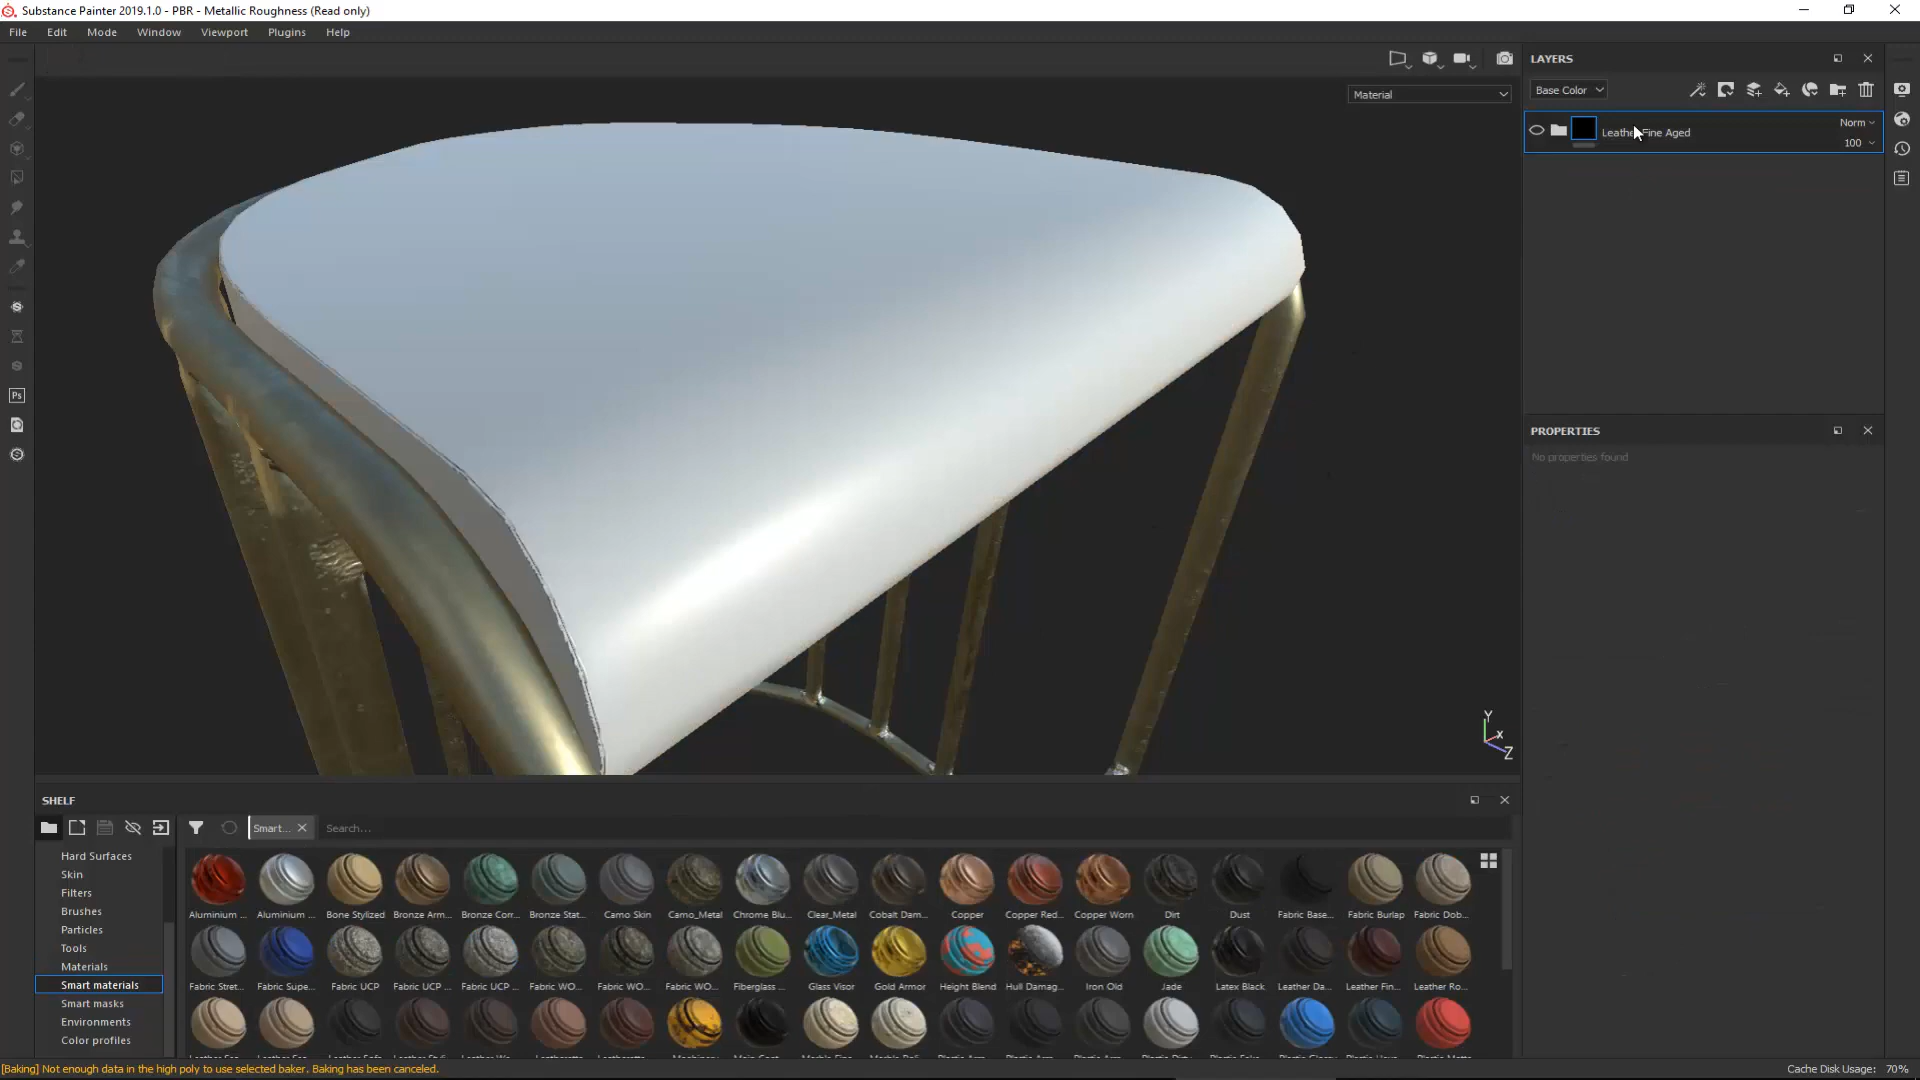 Substance Painter 2019.1.0 - PBR - Metallic Roughness (Read only)
File Edit Mode Window Viewport Plugins Help
Material
LAYERS
Base Color
Leather Fine Aged
Norm
100
PROPERTIES
No properties found
Ps
Y
X
Z
SHELF
Smart...
Search...
Hard Surfaces
Skin
Filters
Brushes
Particles
Tools
Materials
Smart materials
Smart masks
Environments
Color profiles
Aluminium ... Aluminium ... Bone Stylized Bronze Arm... Bronze Corr... Bronze Stat... Camo Skin Camo_Metal Chrome Blu... Clear_Metal Cobalt Dam... Copper Copper Red... Copper Worn Dirt Dust Fabric Base... Fabric Burlap Fabric Dob...
Fabric Stret... Fabric Supe... Fabric UCP Fabric UCP ... Fabric UCP ... Fabric WO... Fabric WO... Fabric WO... Fiberglass ... Glass Visor Gold Armor Height Blend Hull Damag... Iron Old Jade Latex Black Leather Da... Leather Fin... Leather Ro...
[Baking] Not enough data in the high poly to use selected baker. Baking has been canceled.
Cache Disk Usage: 70%